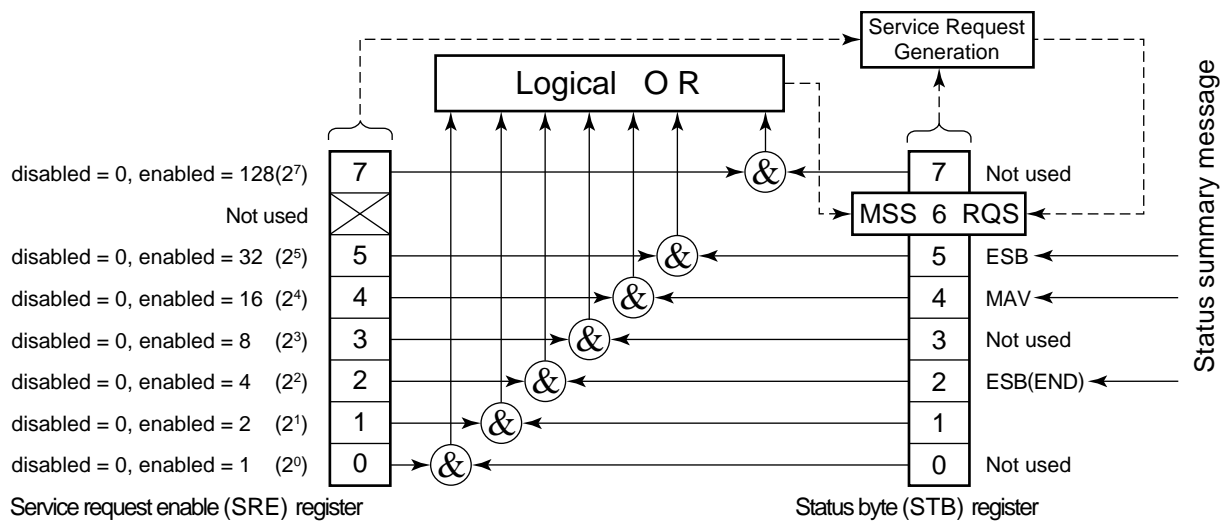 Service Request
Generation
Logical O R
disabled = 0, enabled = 128(2⁷) 7 & 7 Not used
Not used MSS 6 RQS
disabled = 0, enabled = 32 (2⁵) 5 & 5 ESB
disabled = 0, enabled = 16 (2⁴) 4 & 4 MAV
disabled = 0, enabled = 8 (2³) 3 & 3 Not used
disabled = 0, enabled = 4 (2²) 2 & 2 ESB(END)
disabled = 0, enabled = 2 (2¹) 1 & 1
disabled = 0, enabled = 1 (2⁰) 0 & 0 Not used
Service request enable (SRE) register Status byte (STB) register
Status summary message